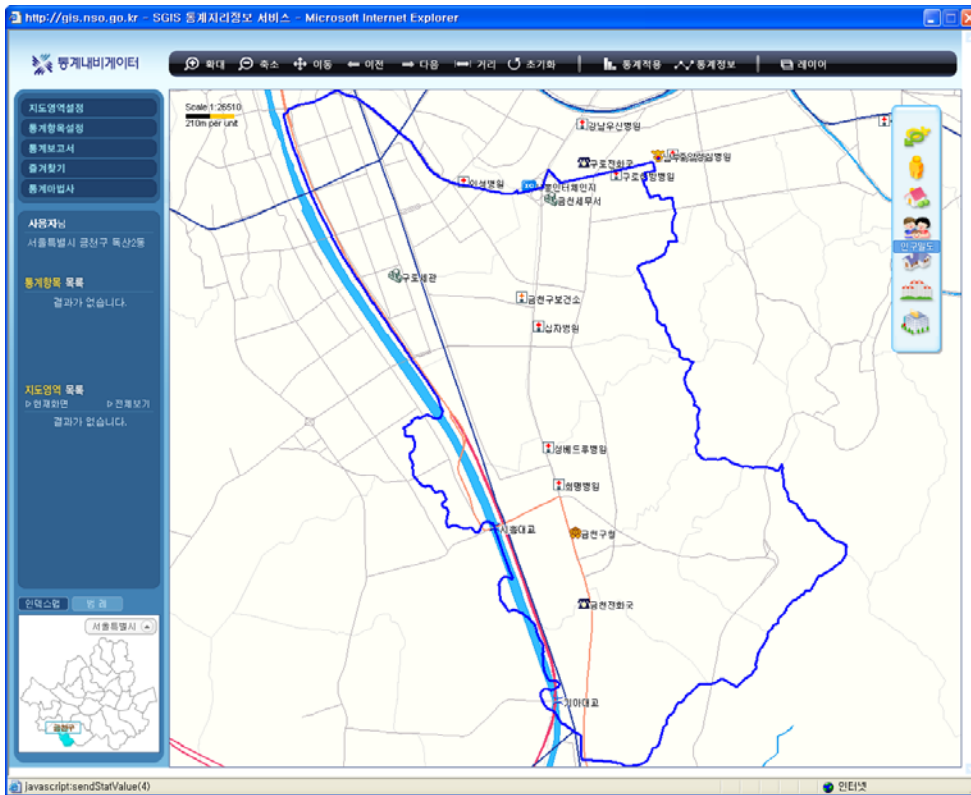 http://gis.nso.go.kr - SGIS 통계지리정보 서비스 - Microsoft Internet Explorer
통계내비게이터
확대 축소 이동 이전 다음 거리 초기화 통계적용 통계정보 레이어
지도영역설정
통계항목설정
통계보고서
즐겨찾기
통계마법사
사용자님
서울특별시 금천구 독산2동
통계항목 목록
결과가 없습니다.
지도영역 목록
▷현재화면 ▷전체보기
결과가 없습니다.
인덱스맵 범 례
서울특별시
금천구
Scale 1:26510
210m per unit
강남우신병원
구로전화국
이성병원
구로성심병원
금천세무서
구로세관
금천구보건소
십자병원
성베드루병원
희명병원
시흥대교
금천구청
금천전화국
기아대교
인구밀도
javascript:sendStatValue(4)
인터넷